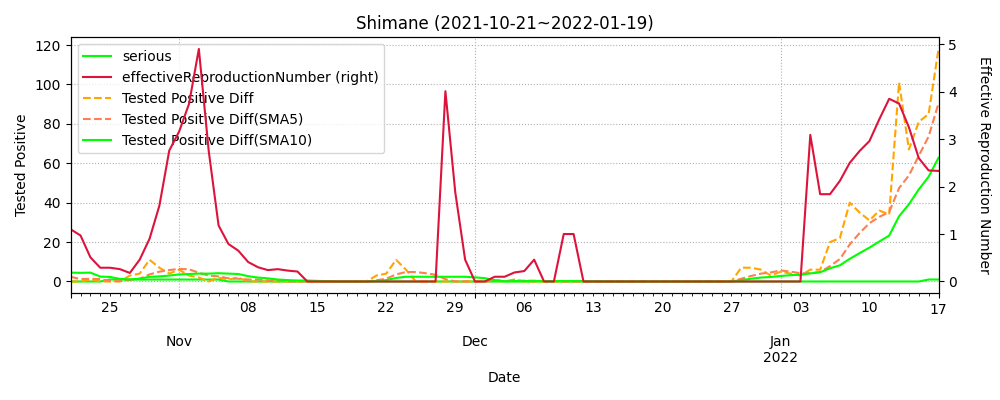 Shimane (2021-10-21~2022-01-19)
serious
effectiveReproductionNumber (right)
Tested Positive Diff
Tested Positive Diff(SMA5)
Tested Positive Diff(SMA10)
Tested Positive
120
100
80
60
40
20
0
5
4
3
2
1
0
Effective Reproduction Number
25 08 15 22 29 06 13 20 27 03 10 17
Nov Dec Jan
2022
Date